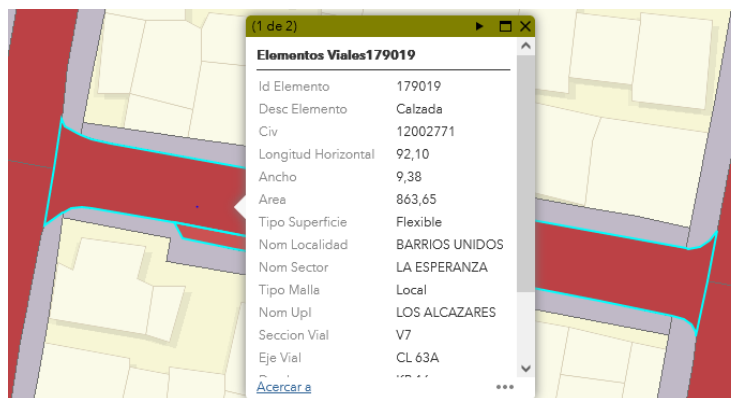 (1 de 2)
Elementos Viales179019
Id Elemento 179019
Desc Elemento Calzada
Civ 12002771
Longitud Horizontal 92,10
Ancho 9,38
Area 863,65
Tipo Superficie Flexible
Nom Localidad BARRIOS UNIDOS
Nom Sector LA ESPERANZA
Tipo Malla Local
Nom Upl LOS ALCAZARES
Seccion Vial V7
Eje Vial CL 63A
Acercar a